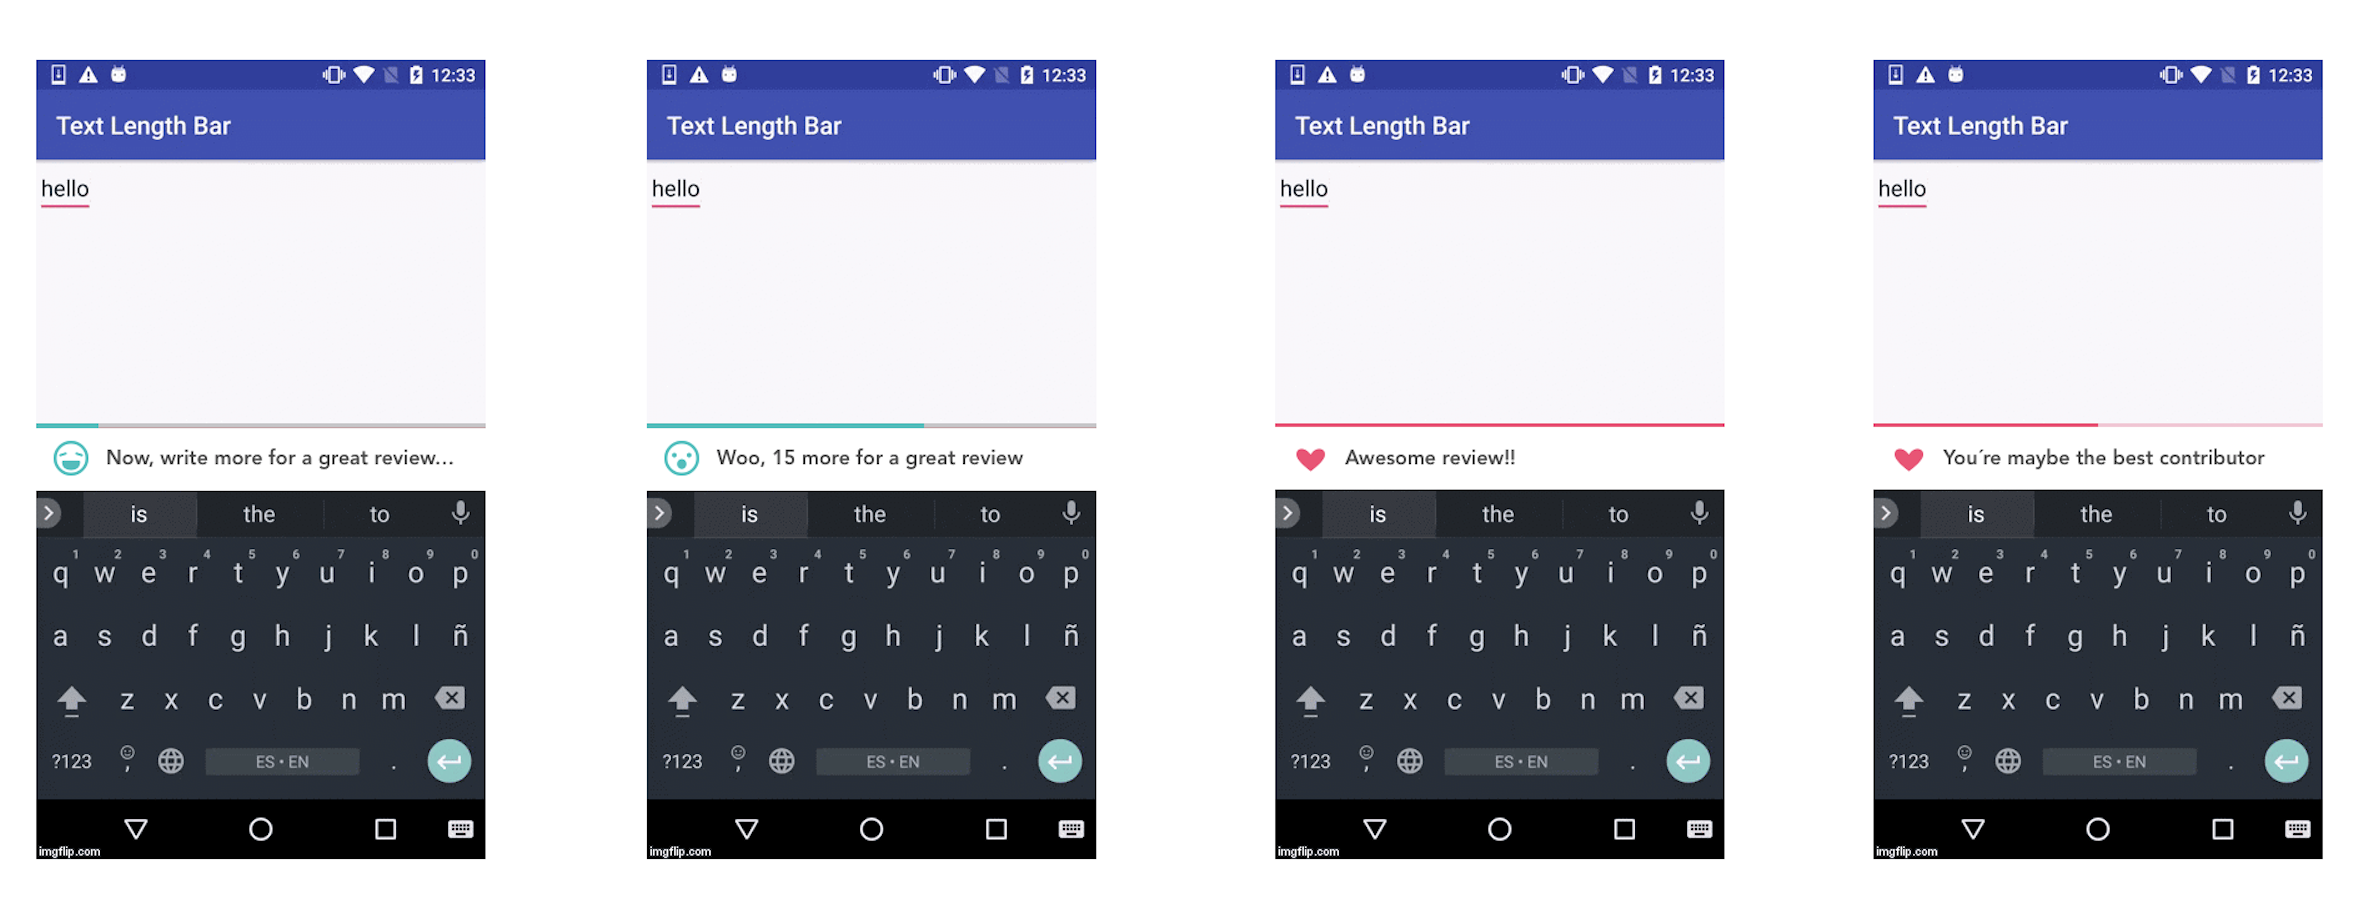 12:33
Text Length Bar
hello
Now, write more for a great review...
is the to
1 2 3 4 5 6 7 8 9 0
q w e r t y u i o p
a s d f g h j k l ñ
z x c v b n m
?123 , ES • EN .
imgflip.com
12:33
Text Length Bar
hello
Woo, 15 more for a great review
is the to
1 2 3 4 5 6 7 8 9 0
q w e r t y u i o p
a s d f g h j k l ñ
z x c v b n m
?123 , ES • EN .
imgflip.com
12:33
Text Length Bar
hello
Awesome review!!
is the to
1 2 3 4 5 6 7 8 9 0
q w e r t y u i o p
a s d f g h j k l ñ
z x c v b n m
?123 , ES • EN .
imgflip.com
12:33
Text Length Bar
hello
You´re maybe the best contributor
is the to
1 2 3 4 5 6 7 8 9 0
q w e r t y u i o p
a s d f g h j k l ñ
z x c v b n m
?123 , ES • EN .
imgflip.com